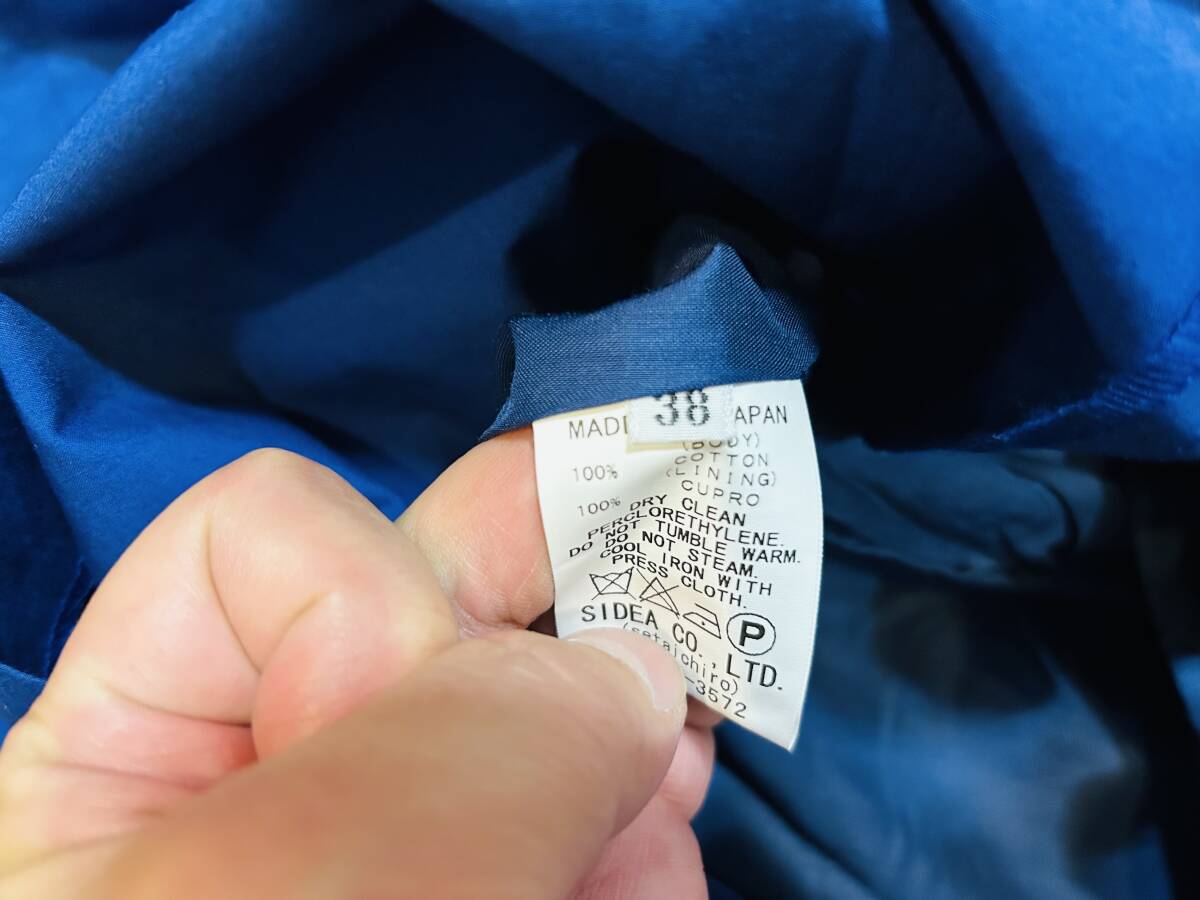 38
MADE JAPAN
(BODY)
100% COTTON
(LINING)
100% CUPRO
DRY CLEAN
PERCLORETHYLENE.
DO NOT TUMBLE WARM.
DO NOT STEAM.
COOL IRON WITH
PRESS CLOTH.
P
SIDEA CO., LTD.
(setaichiro)
-3572